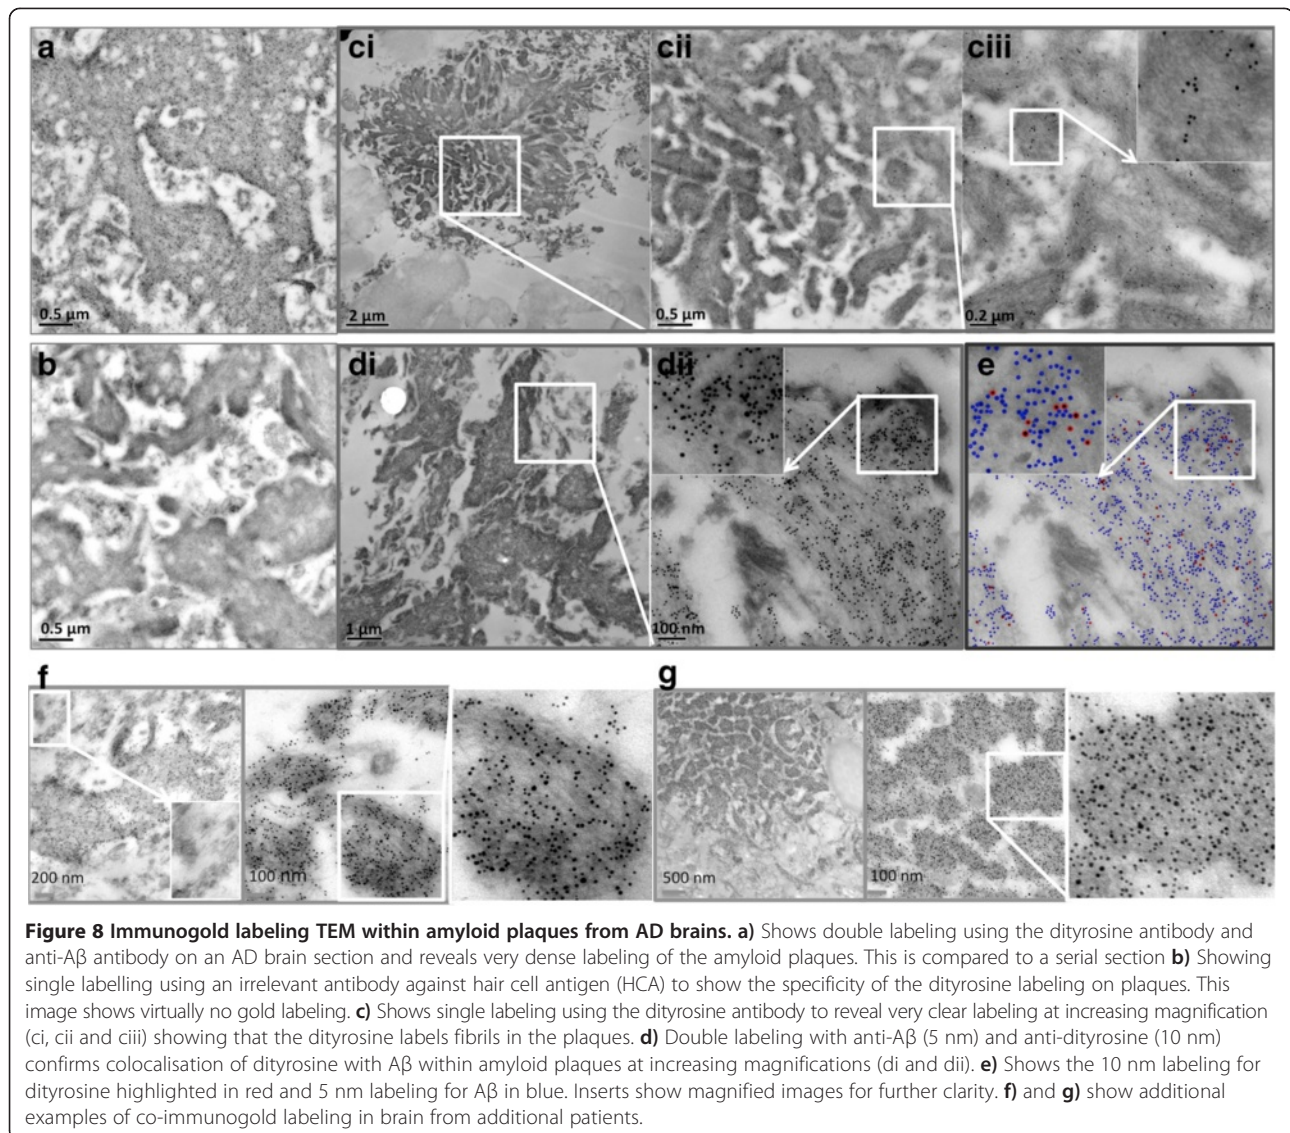 a
ci
cii
ciii
0.5 µm
2 µm
0.5 µm
0.2 µm
b
di
dii
e
0.5 µm
1 µm
100 nm
f
g
200 nm
100 nm
500 nm
100 nm
Figure 8 Immunogold labeling TEM within amyloid plaques from AD brains. a) Shows double labeling using the dityrosine antibody and
anti-Aβ antibody on an AD brain section and reveals very dense labeling of the amyloid plaques. This is compared to a serial section b) Showing
single labelling using an irrelevant antibody against hair cell antigen (HCA) to show the specificity of the dityrosine labeling on plaques. This
image shows virtually no gold labeling. c) Shows single labeling using the dityrosine antibody to reveal very clear labeling at increasing magnification
(ci, cii and ciii) showing that the dityrosine labels fibrils in the plaques. d) Double labeling with anti-Aβ (5 nm) and anti-dityrosine (10 nm)
confirms colocalisation of dityrosine with Aβ within amyloid plaques at increasing magnifications (di and dii). e) Shows the 10 nm labeling for
dityrosine highlighted in red and 5 nm labeling for Aβ in blue. Inserts show magnified images for further clarity. f) and g) show additional
examples of co-immunogold labeling in brain from additional patients.